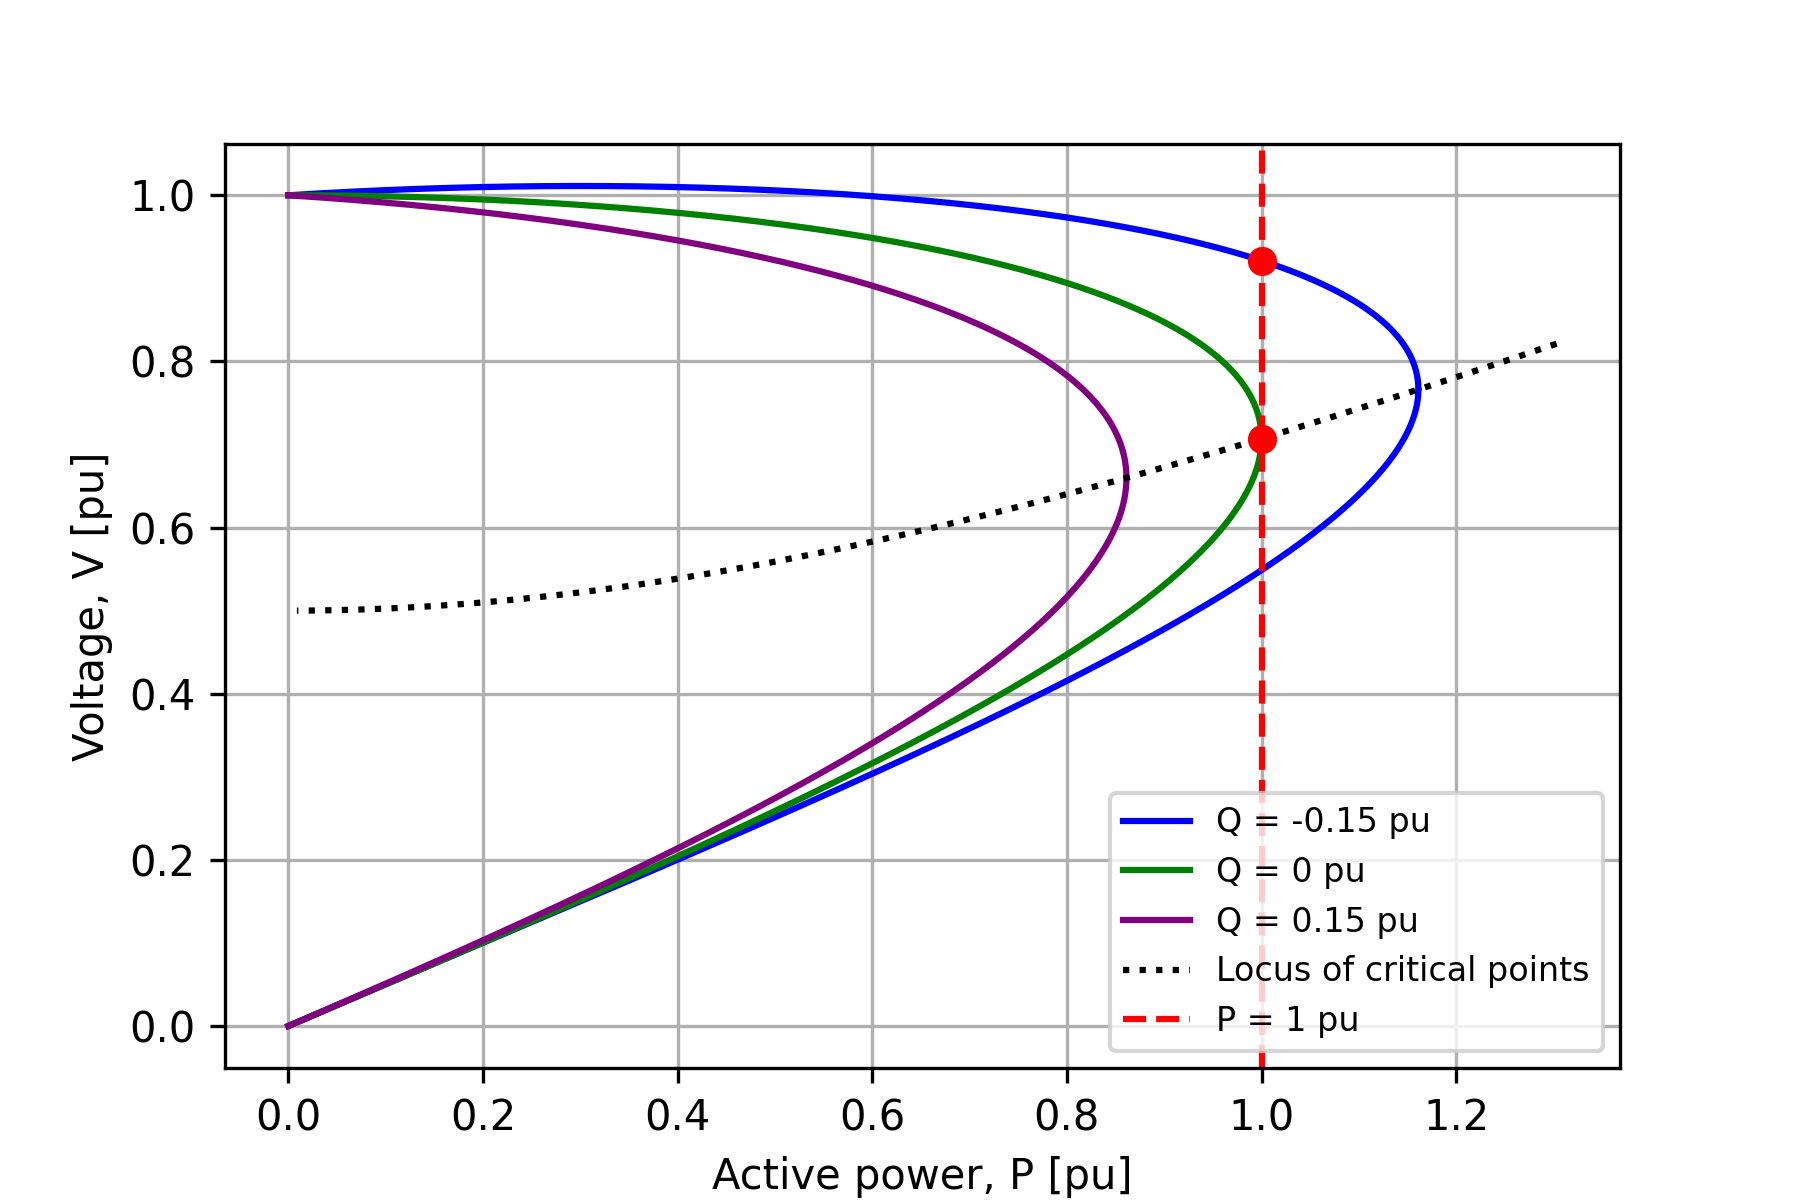 1.0
0.8
0.6
0.4
0.2
0.0
Voltage, V [pu]
Q = -0.15 pu
Q = 0 pu
Q = 0.15 pu
Locus of critical points
P = 1 pu
0.0 0.2 0.4 0.6 0.8 1.0 1.2
Active power, P [pu]